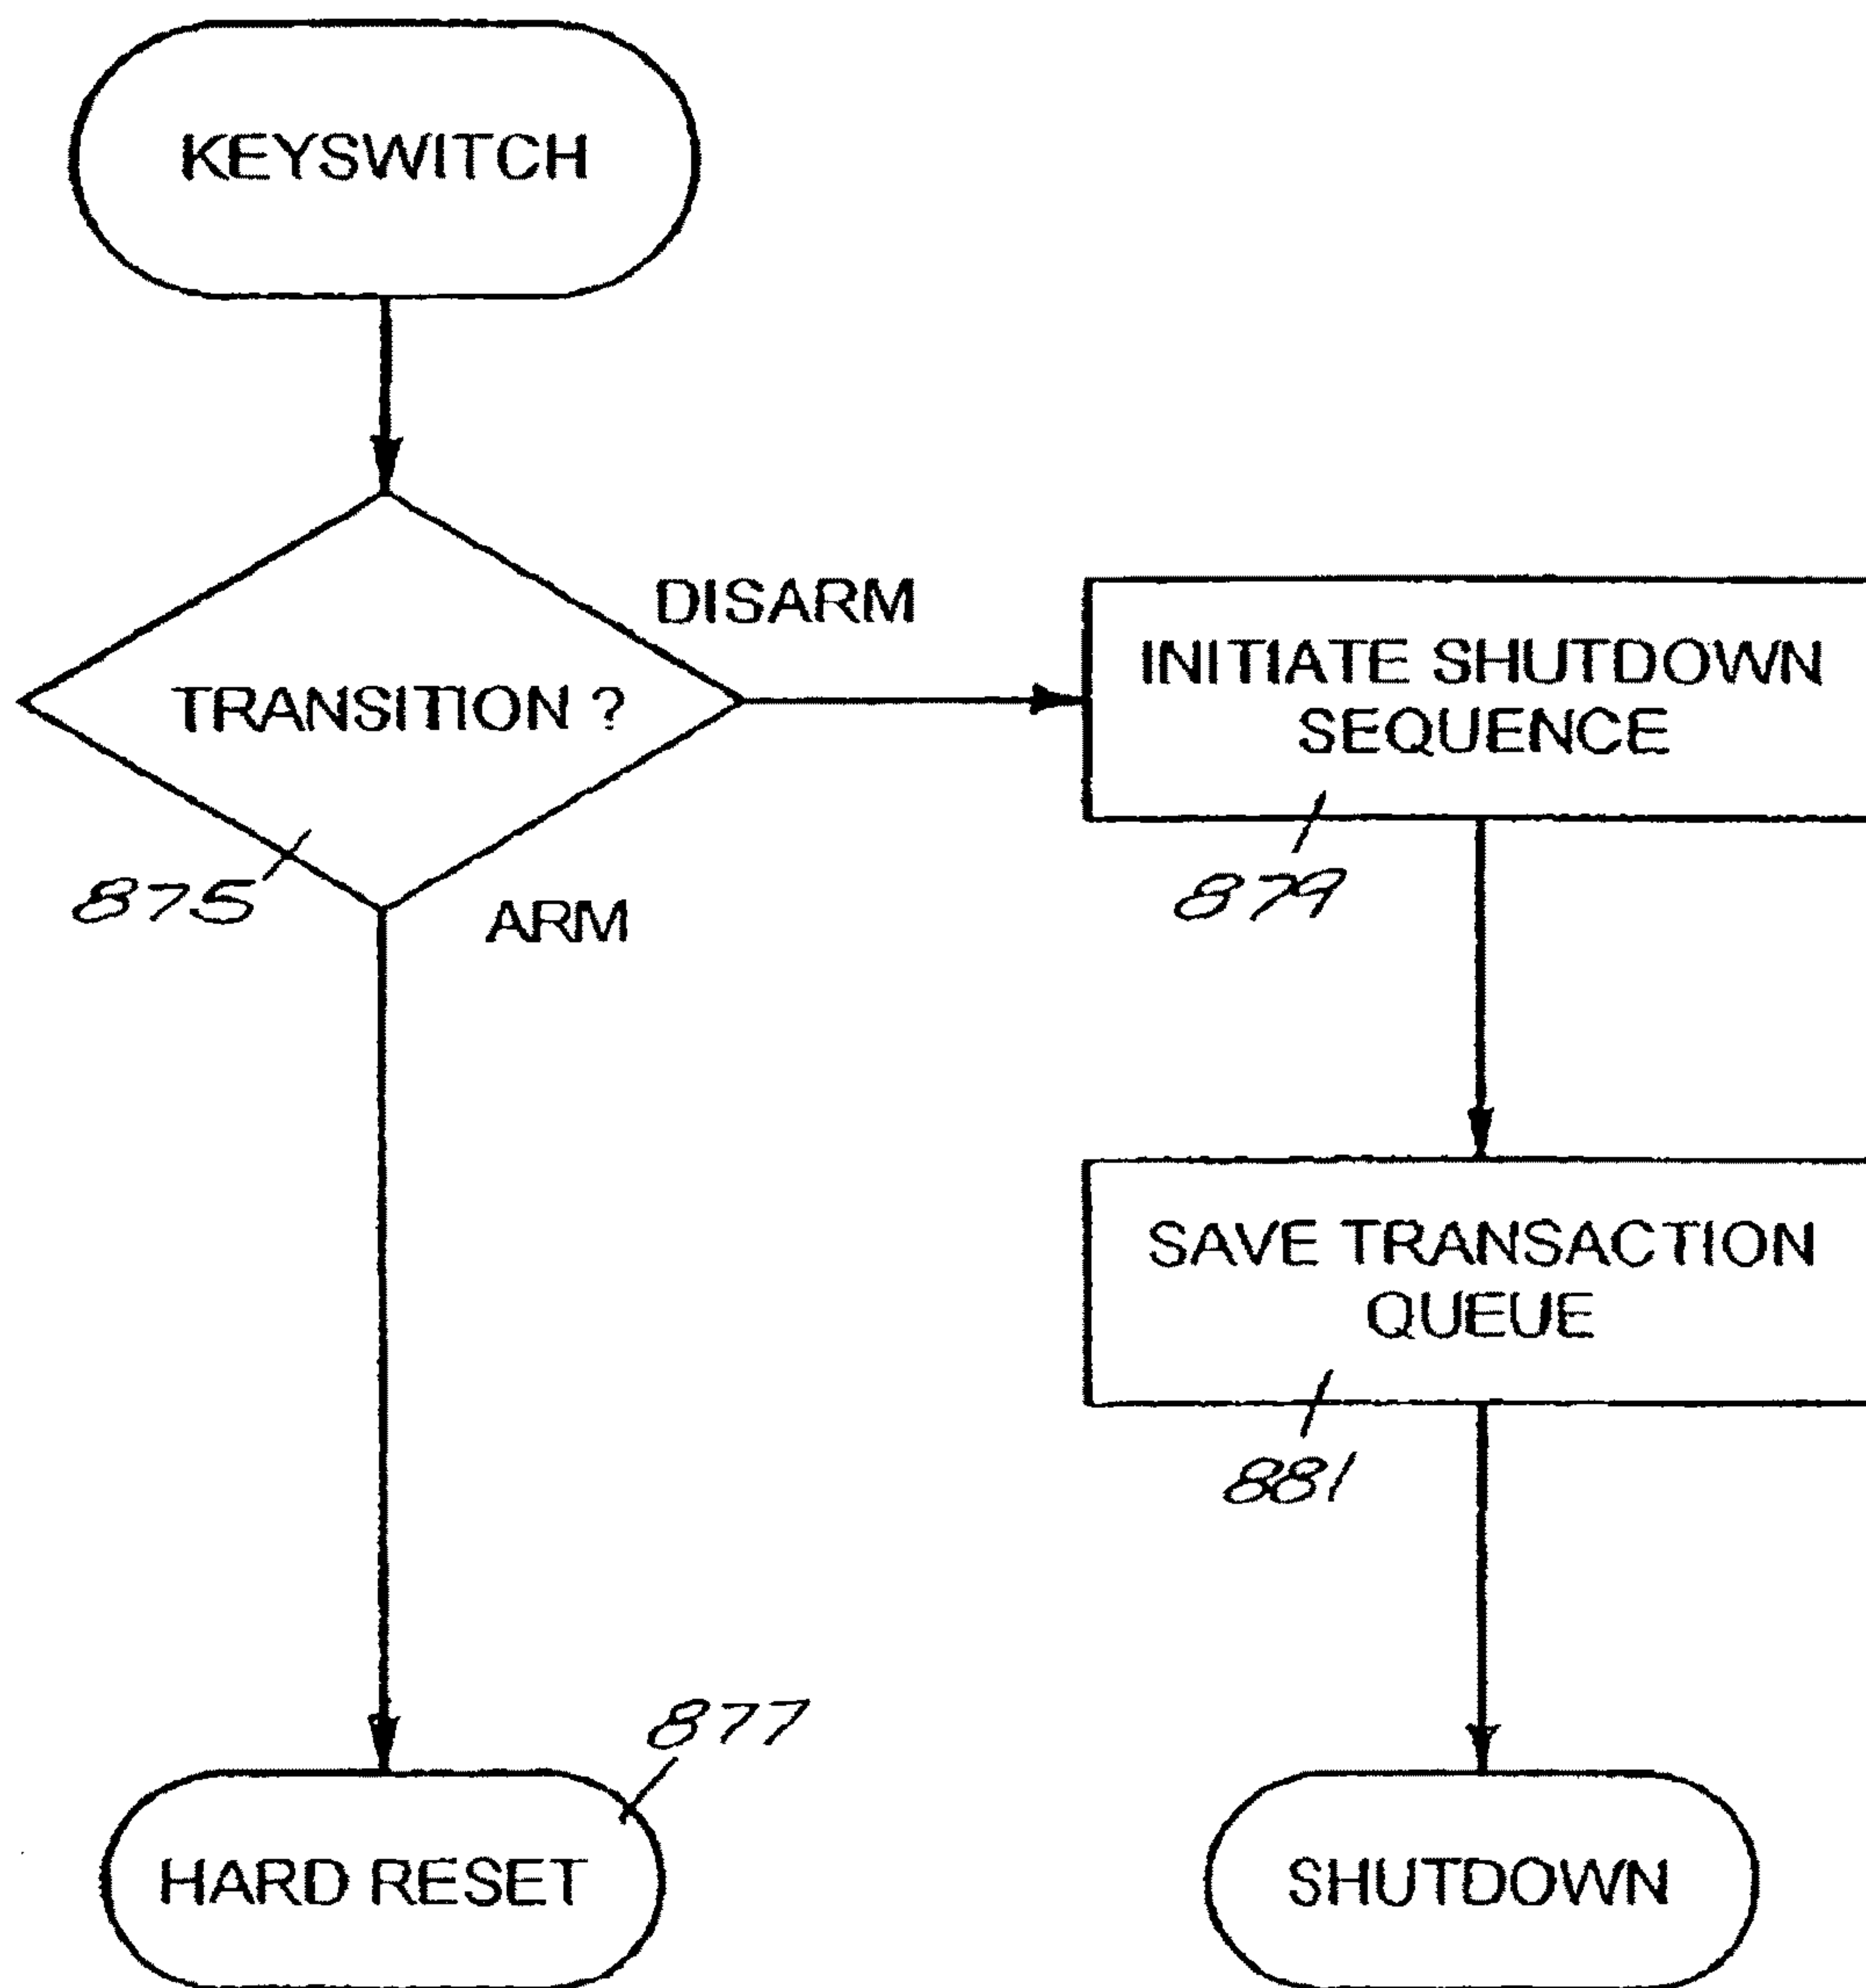 KEYSWITCH
DISARM
TRANSITION ?
INITIATE SHUTDOWN
SEQUENCE
875
879
ARM
SAVE TRANSACTION
QUEUE
881
877
HARD RESET
SHUTDOWN